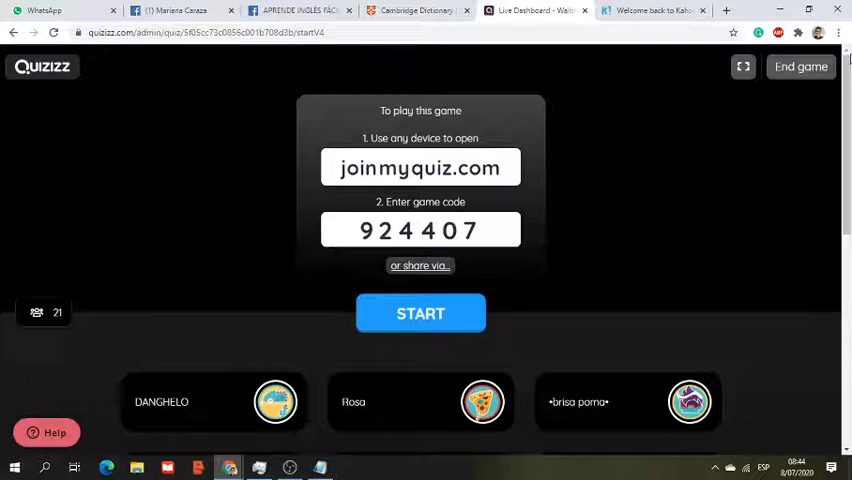 WhatsApp
(1) Mariana Caraza
APRENDE INGLÉS FÁC
Cambridge Dictionary |
Live Dashboard - Wait
Welcome back to Kaho
quizizz.com/admin/quiz/5f05cc73c0856c001b708d3b/startV4
QUIZIZZ
End game
To play this game
1. Use any device to open
joinmyquiz.com
2. Enter game code
924407
or share via...
START
21
DANGHELO
Rosa
•brisa poma•
Help
ESP
08:44
8/07/2020